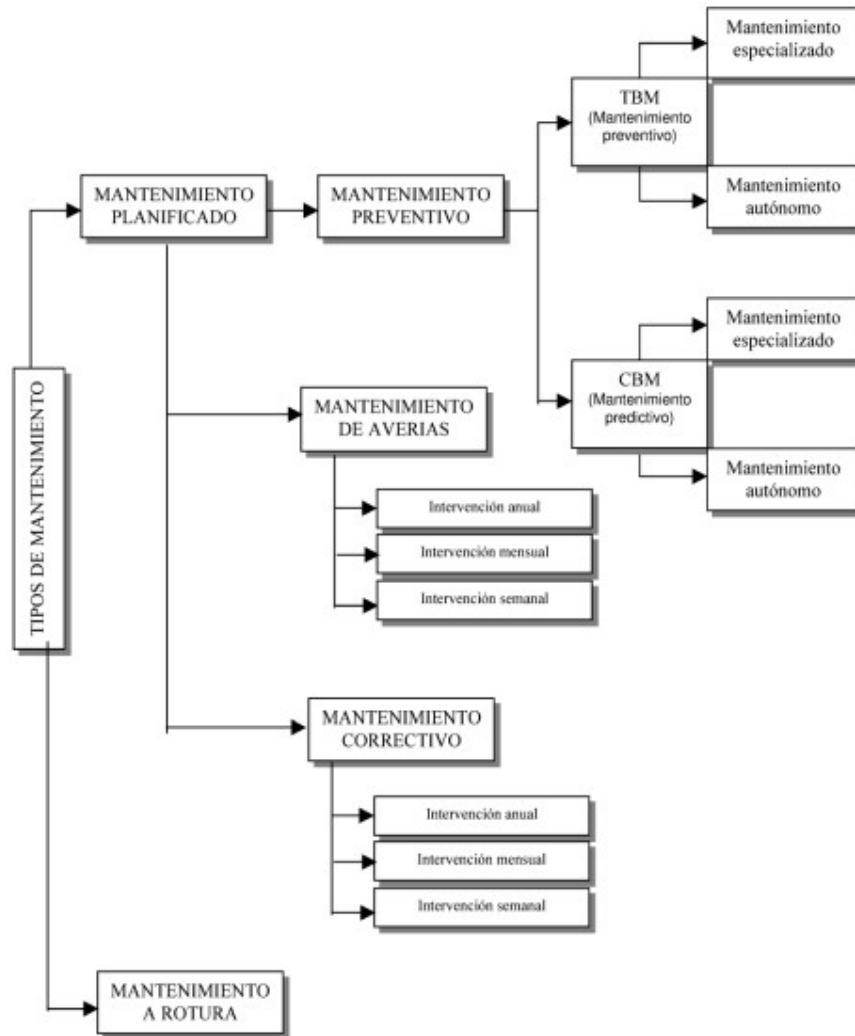 Mantenimiento
especializado
TBM
(Mantenimiento
preventivo)
Mantenimiento
autónomo
MANTENIMIENTO
PLANIFICADO
MANTENIMIENTO
PREVENTIVO
Mantenimiento
especializado
CBM
(Mantenimiento
predictivo)
Mantenimiento
autónomo
TIPOS DE MANTENIMIENTO
MANTENIMIENTO
DE AVERIAS
Intervención anual
Intervención mensual
Intervención semanal
MANTENIMIENTO
CORRECTIVO
Intervención anual
Intervención mensual
Intervención semanal
MANTENIMIENTO
A ROTURA